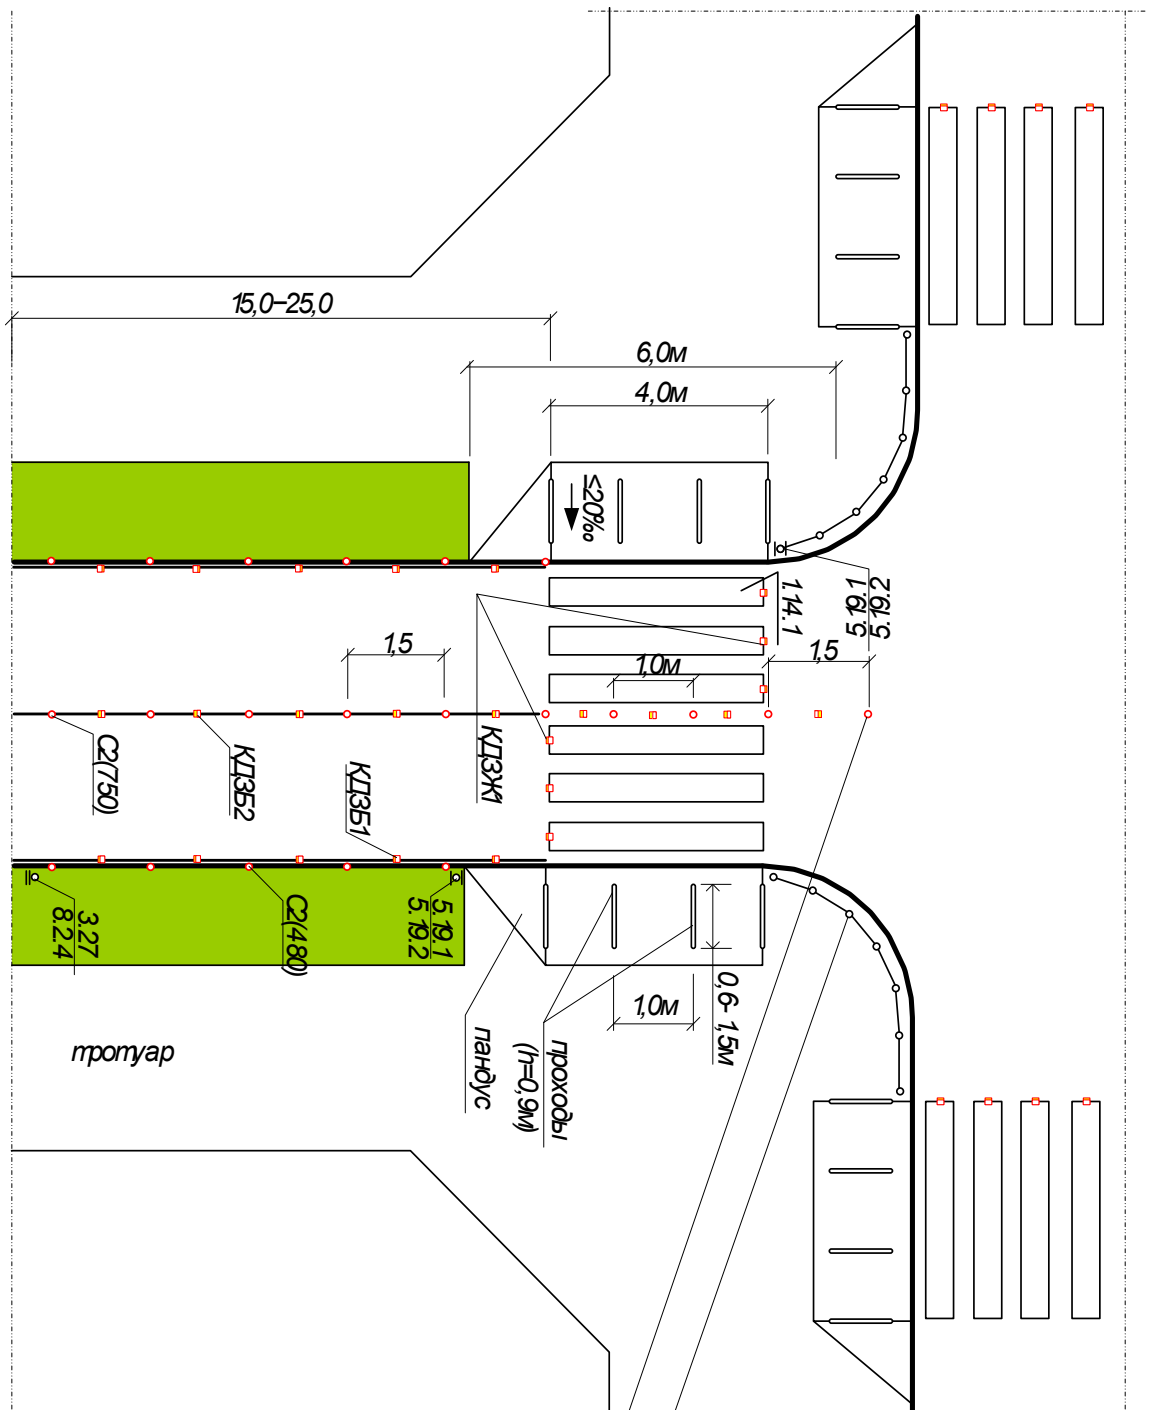 15,0-25,0
6,0м
4,0м
≤20‰
1.14.1
5.19.1
5.19.2
1,5
1,0м
1,5
С2(750)
КД3Б2
КД3Б1
КД3Ж1
3.27
8.2.4
С2(480)
5.19.1
5.19.2
0,6-1,5м
1,0м
тротуар
пандус
проходы
(h=0,9м)